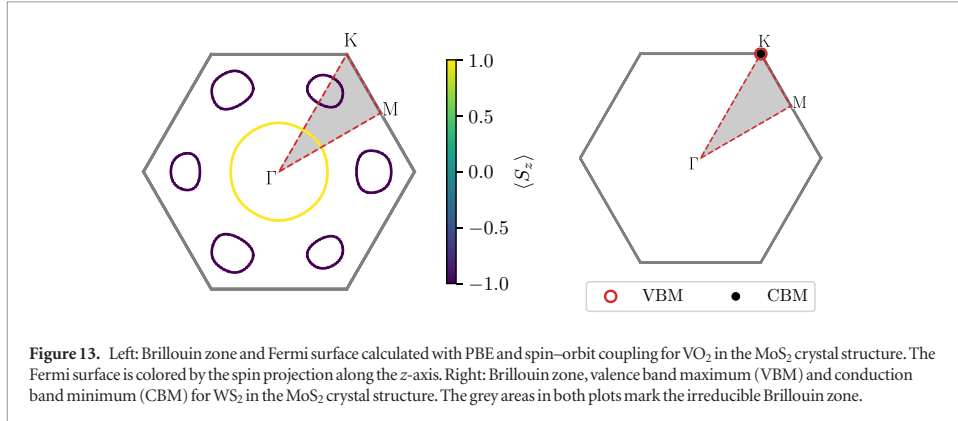 K
M
Γ
1.0
0.5
0.0
−0.5
−1.0
⟨S_z⟩
K
M
Γ
VBM CBM
Figure 13. Left: Brillouin zone and Fermi surface calculated with PBE and spin–orbit coupling for VO₂ in the MoS₂ crystal structure. The
Fermi surface is colored by the spin projection along the z-axis. Right: Brillouin zone, valence band maximum (VBM) and conduction
band minimum (CBM) for WS₂ in the MoS₂ crystal structure. The grey areas in both plots mark the irreducible Brillouin zone.